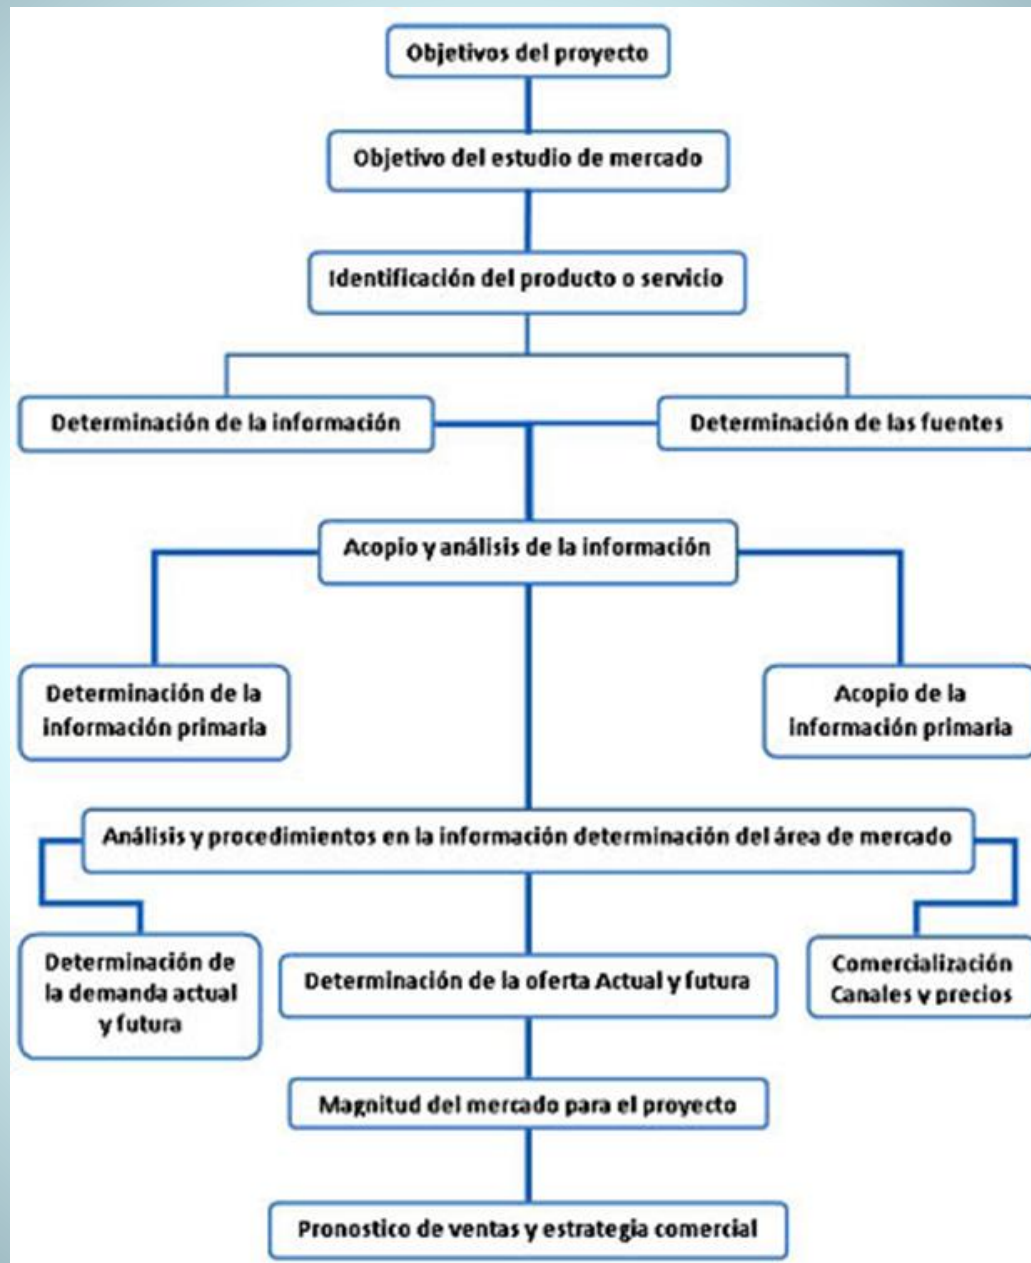 Objetivos del proyecto
Objetivo del estudio de mercado
Identificación del producto o servicio
Determinación de la información
Determinación de las fuentes
Acopio y análisis de la información
Determinación de la
información primaria
Acopio de la
información primaria
Análisis y procedimientos en la información determinación del área de mercado
Determinación de
la demanda actual
y futura
Determinación de la oferta Actual y futura
Comercialización
Canales y precios
Magnitud del mercado para el proyecto
Pronostico de ventas y estrategia comercial